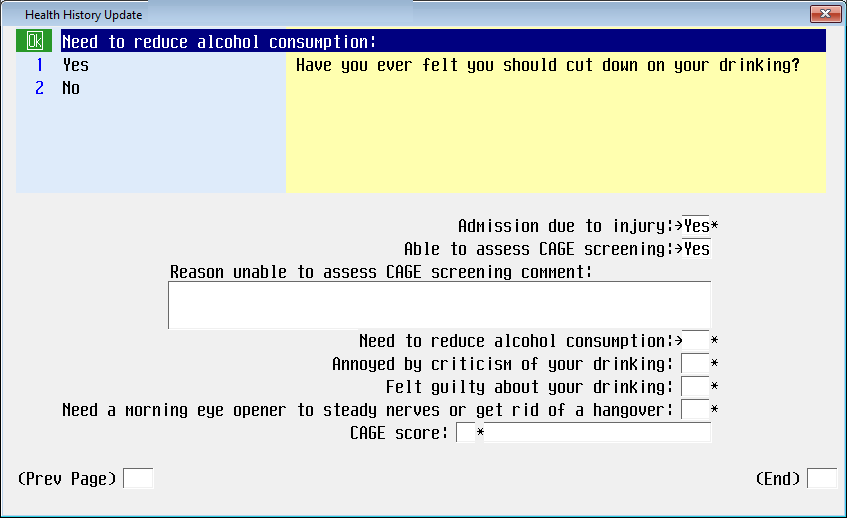 Health History Update
Ok Need to reduce alcohol consumption:
1 Yes Have you ever felt you should cut down on your drinking?
2 No
Admission due to injury:→Yes*
Able to assess CAGE screening:→Yes
Reason unable to assess CAGE screening comment:
Need to reduce alcohol consumption:→ *
Annoyed by criticism of your drinking: *
Felt guilty about your drinking: *
Need a morning eye opener to steady nerves or get rid of a hangover: *
CAGE score: *
(Prev Page) (End)